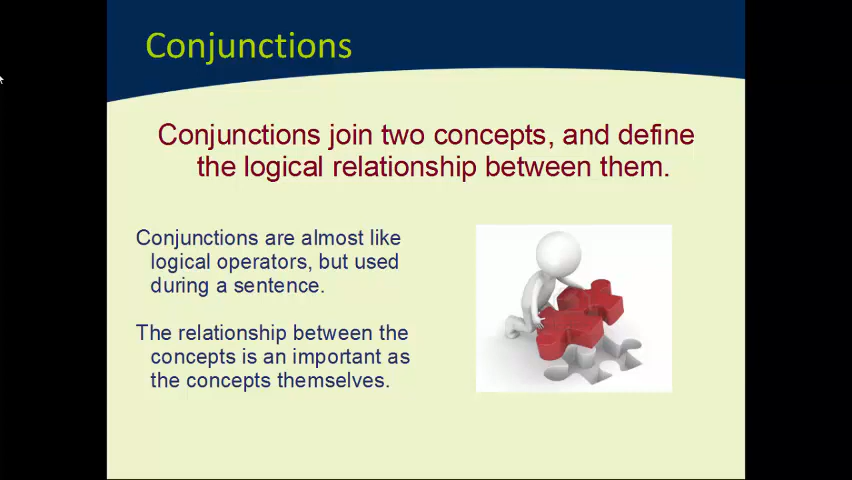 Conjunctions
Conjunctions join two concepts, and define
the logical relationship between them.
Conjunctions are almost like
logical operators, but used
during a sentence.
The relationship between the
concepts is an important as
the concepts themselves.